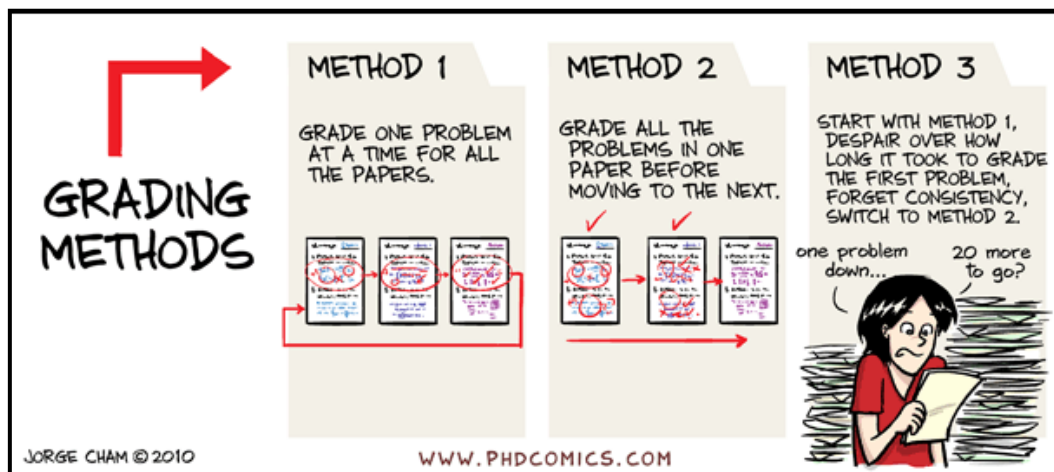 GRADING
METHODS
METHOD 1
GRADE ONE PROBLEM
AT A TIME FOR ALL
THE PAPERS.
METHOD 2
GRADE ALL THE
PROBLEMS IN ONE
PAPER BEFORE
MOVING TO THE NEXT.
METHOD 3
START WITH METHOD 1,
DESPAIR OVER HOW
LONG IT TOOK TO GRADE
THE FIRST PROBLEM,
FORGET CONSISTENCY,
SWITCH TO METHOD 2.
one problem
down...
20 more
to go?
JORGE CHAM © 2010
WWW.PHDCOMICS.COM